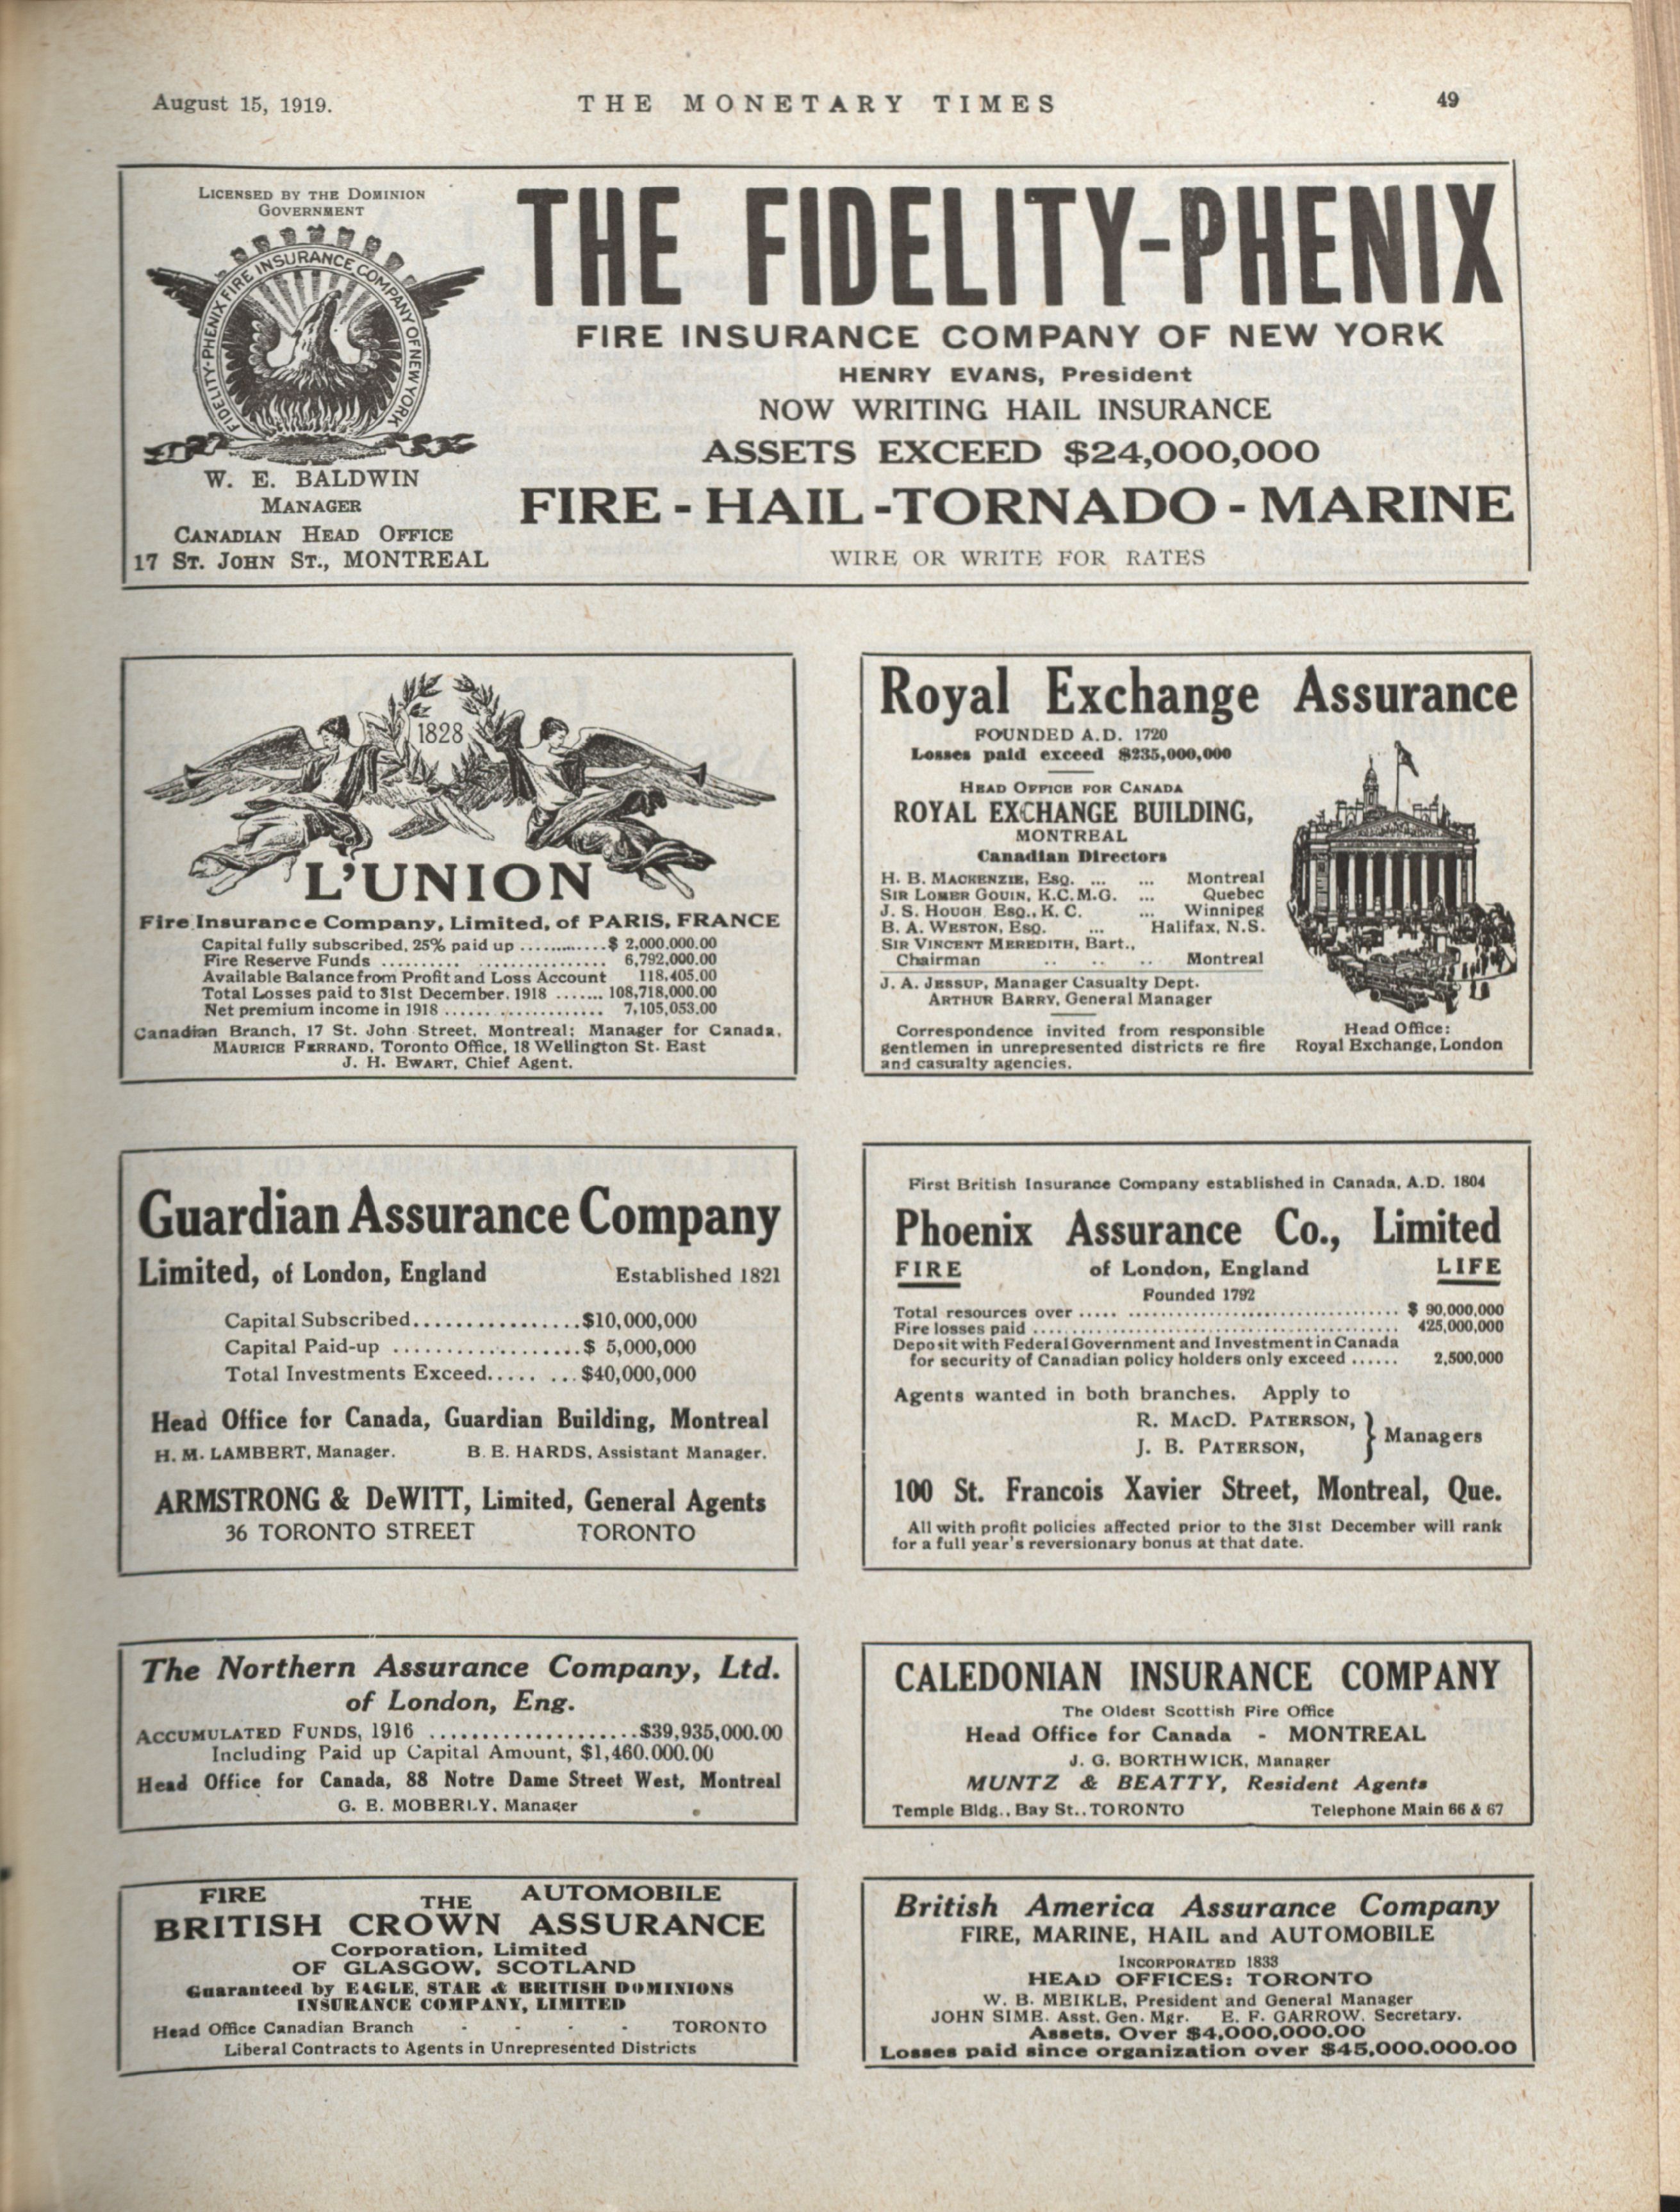 August 15, 1919.
THE MONETARY TIMES
49
LICENSED BY THE DOMINION
GOVERNMENT
FIDELITY-PHENIX FIRE INSURANCE COMPANY OF NEW YORK
W. E. BALDWIN
MANAGER
CANADIAN HEAD OFFICE
17 ST. JOHN ST., MONTREAL
THE FIDELITY-PHENIX
FIRE INSURANCE COMPANY OF NEW YORK
HENRY EVANS, President
NOW WRITING HAIL INSURANCE
ASSETS EXCEED $24,000,000
FIRE - HAIL - TORNADO - MARINE
WIRE OR WRITE FOR RATES
1828
L'UNION
Fire Insurance Company, Limited, of PARIS, FRANCE
Capital fully subscribed, 25% paid up ............$ 2,000,000.00
Fire Reserve Funds .......... ................ 6,792,000.00
Available Balance from Profit and Loss Account 118,405.00
Total Losses paid to 31st December, 1918 ....... 108,718,000.00
Net premium income in 1918 ...................... 7,105,053.00
Canadian Branch, 17 St. John Street, Montreal; Manager for Canada,
MAURICE FERRAND, Toronto Office, 18 Wellington St. East
J. H. EWART, Chief Agent.
Royal Exchange Assurance
FOUNDED A.D. 1720
Losses paid exceed $235,000,000
HEAD OFFICE FOR CANADA
ROYAL EXCHANGE BUILDING,
MONTREAL
Canadian Directors
H. B. MACKENZIE, ESQ. ... ... Montreal
SIR LOMER GOUIN, K.C.M.G. ... Quebec
J. S. HOUGH ESQ., K. C. ... Winnipeg
B. A. WESTON, ESQ. ... Halifax, N.S.
SIR VINCENT MEREDITH, Bart.,
Chairman .. .. .. Montreal
J. A. JESSUP, Manager Casualty Dept.
ARTHUR BARRY, General Manager
Correspondence invited from responsible
gentlemen in unrepresented districts re fire
and casualty agencies.
Head Office:
Royal Exchange, London
Guardian Assurance Company
Limited, of London, England Established 1821
Capital Subscribed................$10,000,000
Capital Paid-up ..................$ 5,000,000
Total Investments Exceed..... ...$40,000,000
Head Office for Canada, Guardian Building, Montreal
H. M. LAMBERT, Manager. B. E. HARDS, Assistant Manager.
ARMSTRONG & DeWITT, Limited, General Agents
36 TORONTO STREET TORONTO
First British Insurance Company established in Canada, A.D. 1804
Phoenix Assurance Co., Limited
FIRE of London, England LIFE
Founded 1792
Total resources over ..... ................................. $ 90,000,000
Fire losses paid ............................................. 425,000,000
Deposit with Federal Government and Investment in Canada
for security of Canadian policy holders only exceed ...... 2,500,000
Agents wanted in both branches. Apply to
R. MACD. PATERSON,
J. B. PATERSON,
} Managers
100 St. Francois Xavier Street, Montreal, Que.
All with profit policies affected prior to the 31st December will rank
for a full year's reversionary bonus at that date.
The Northern Assurance Company, Ltd.
of London, Eng.
ACCUMULATED FUNDS, 1916 ....................$39,935,000.00
Including Paid up Capital Amount, $1,460,000.00
Head Office for Canada, 88 Notre Dame Street West, Montreal
G. E. MOBERLY, Manager
CALEDONIAN INSURANCE COMPANY
The Oldest Scottish Fire Office
Head Office for Canada - MONTREAL
J. G. BORTHWICK, Manager
MUNTZ & BEATTY, Resident Agents
Temple Bldg., Bay St., TORONTO Telephone Main 66 & 67
FIRE THE AUTOMOBILE
BRITISH CROWN ASSURANCE
Corporation, Limited
OF GLASGOW, SCOTLAND
Guaranteed by EAGLE, STAR & BRITISH DOMINIONS
INSURANCE COMPANY, LIMITED
Head Office Canadian Branch - - - - TORONTO
Liberal Contracts to Agents in Unrepresented Districts
British America Assurance Company
FIRE, MARINE, HAIL and AUTOMOBILE
INCORPORATED 1833
HEAD OFFICES: TORONTO
W. B. MEIKLE, President and General Manager
JOHN SIME, Asst. Gen. Mgr. E. F. GARROW, Secretary.
Assets, Over $4,000,000.00
Losses paid since organization over $45,000,000.00